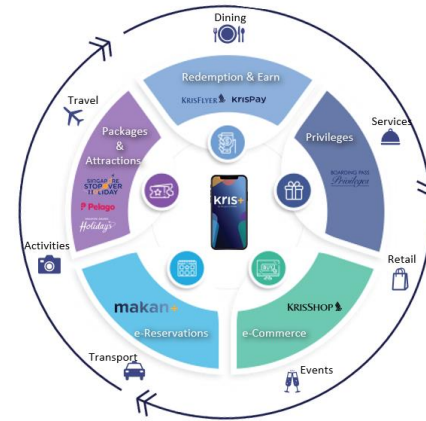 Dining
Redemption & Earn
KRISFLYER KrisPay
Travel
Packages
&
Attractions
SINGAPORE
STOPOVER
HOLIDAY
Pelago
Holidays
Privileges
BOARDING PASS
Privileges
Services
KRIS+
Activities
Retail
makan+
e-Reservations
KRISSHOP
e-Commerce
Transport
Events